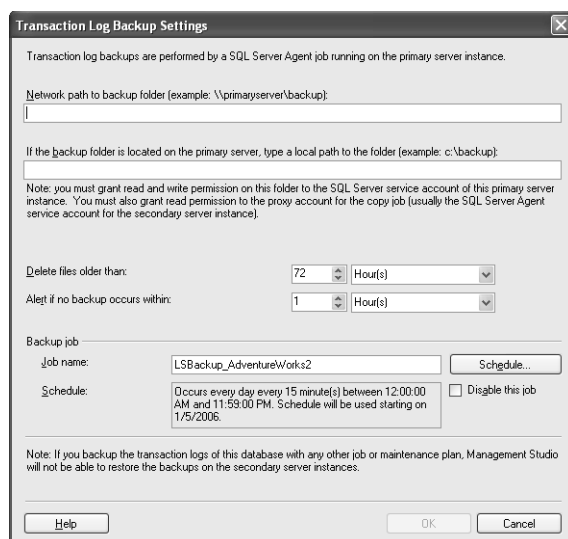 Transaction Log Backup Settings
Transaction log backups are performed by a SQL Server Agent job running on the primary server instance.
Network path to backup folder (example: \\primaryserver\backup):
If the backup folder is located on the primary server, type a local path to the folder (example: c:\backup):
Note: you must grant read and write permission on this folder to the SQL Server service account of this primary server
instance. You must also grant read permission to the proxy account for the copy job (usually the SQL Server Agent
service account for the secondary server instance).
Delete files older than: 72 Hour(s)
Alert if no backup occurs within: 1 Hour(s)
Backup job
Job name: LSBackup_AdventureWorks2 Schedule...
Schedule: Occurs every day every 15 minute(s) between 12:00:00 Disable this job
AM and 11:59:00 PM. Schedule will be used starting on
1/5/2006.
Note: If you backup the transaction logs of this database with any other job or maintenance plan, Management Studio
will not be able to restore the backups on the secondary server instances.
Help OK Cancel